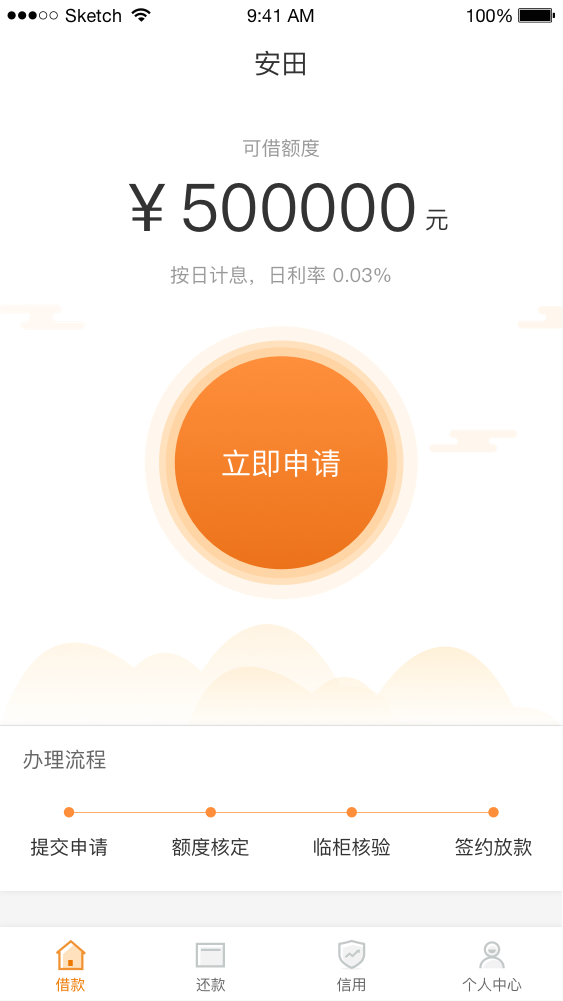 Sketch 9:41 AM 100%
安田
可借额度
¥ 500000 元
按日计息，日利率 0.03%
立即申请
办理流程
提交申请 额度核定 临柜核验 签约放款
借款 还款 信用 个人中心